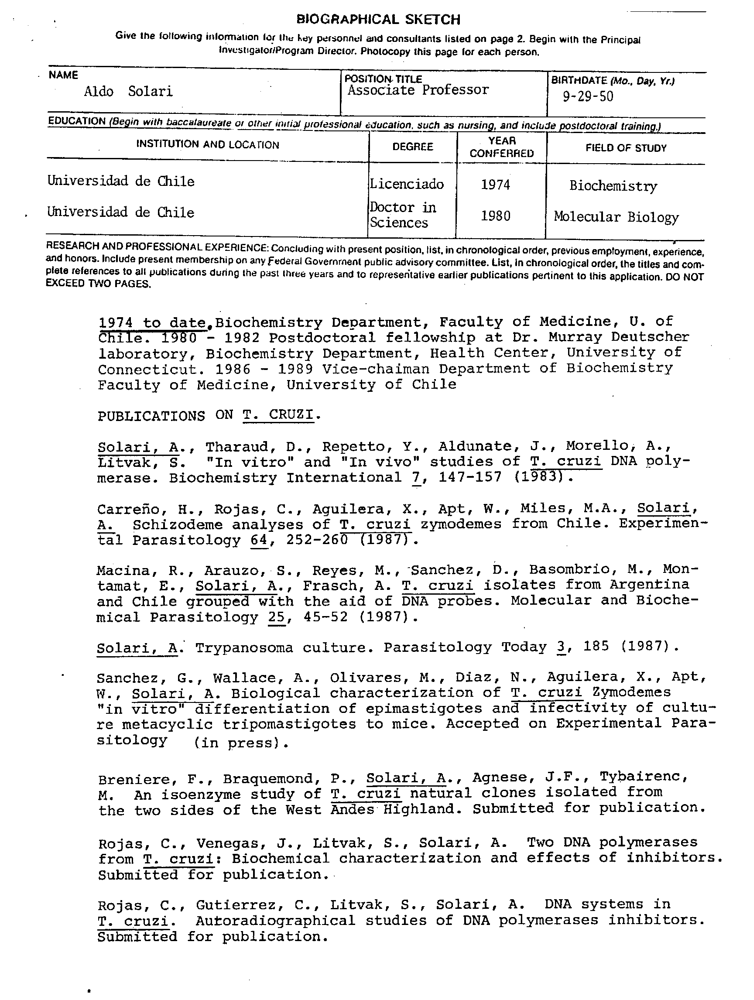 BIOGRAPHICAL SKETCH
Give the following information for the key personnel and consultants listed on page 2. Begin with the Principal
Investigator/Program Director. Photocopy this page for each person.
NAME
Aldo Solari
POSITION TITLE
Associate Professor
BIRTHDATE (Mo., Day, Yr.)
9-29-50
EDUCATION (Begin with baccalaureate or other initial professional education, such as nursing, and include postdoctoral training.)
INSTITUTION AND LOCATION
DEGREE
YEAR
CONFERRED
FIELD OF STUDY
Universidad de Chile
Licenciado
1974
Biochemistry
Universidad de Chile
Doctor in
Sciences
1980
Molecular Biology
RESEARCH AND PROFESSIONAL EXPERIENCE: Concluding with present position, list, in chronological order, previous employment, experience,
and honors. Include present membership on any Federal Government public advisory committee. List, in chronological order, the titles and com-
plete references to all publications during the past three years and to representative earlier publications pertinent to this application. DO NOT
EXCEED TWO PAGES.
1974 to date, Biochemistry Department, Faculty of Medicine, U. of
Chile. 1980 - 1982 Postdoctoral fellowship at Dr. Murray Deutscher
laboratory, Biochemistry Department, Health Center, University of
Connecticut. 1986 - 1989 Vice-chaiman Department of Biochemistry
Faculty of Medicine, University of Chile
PUBLICATIONS ON T. CRUZI.
Solari, A., Tharaud, D., Repetto, Y., Aldunate, J., Morello, A.,
Litvak, S. "In vitro" and "In vivo" studies of T. cruzi DNA poly-
merase. Biochemistry International 7, 147-157 (1983).
Carreño, H., Rojas, C., Aguilera, X., Apt, W., Miles, M.A., Solari,
A. Schizodeme analyses of T. cruzi zymodemes from Chile. Experimen-
tal Parasitology 64, 252-260 (1987).
Macina, R., Arauzo, S., Reyes, M., Sanchez, D., Basombrio, M., Mon-
tamat, E., Solari, A., Frasch, A. T. cruzi isolates from Argentina
and Chile grouped with the aid of DNA probes. Molecular and Bioche-
mical Parasitology 25, 45-52 (1987).
Solari, A. Trypanosoma culture. Parasitology Today 3, 185 (1987).
Sanchez, G., Wallace, A., Olivares, M., Diaz, N., Aguilera, X., Apt,
W., Solari, A. Biological characterization of T. cruzi Zymodemes
"in vitro" differentiation of epimastigotes and infectivity of cultu-
re metacyclic tripomastigotes to mice. Accepted on Experimental Para-
sitology (in press).
Breniere, F., Braquemond, P., Solari, A., Agnese, J.F., Tybairenc,
M. An isoenzyme study of T. cruzi natural clones isolated from
the two sides of the West Andes Highland. Submitted for publication.
Rojas, C., Venegas, J., Litvak, S., Solari, A. Two DNA polymerases
from T. cruzi: Biochemical characterization and effects of inhibitors.
Submitted for publication.
Rojas, C., Gutierrez, C., Litvak, S., Solari, A. DNA systems in
T. cruzi. Autoradiographical studies of DNA polymerases inhibitors.
Submitted for publication.